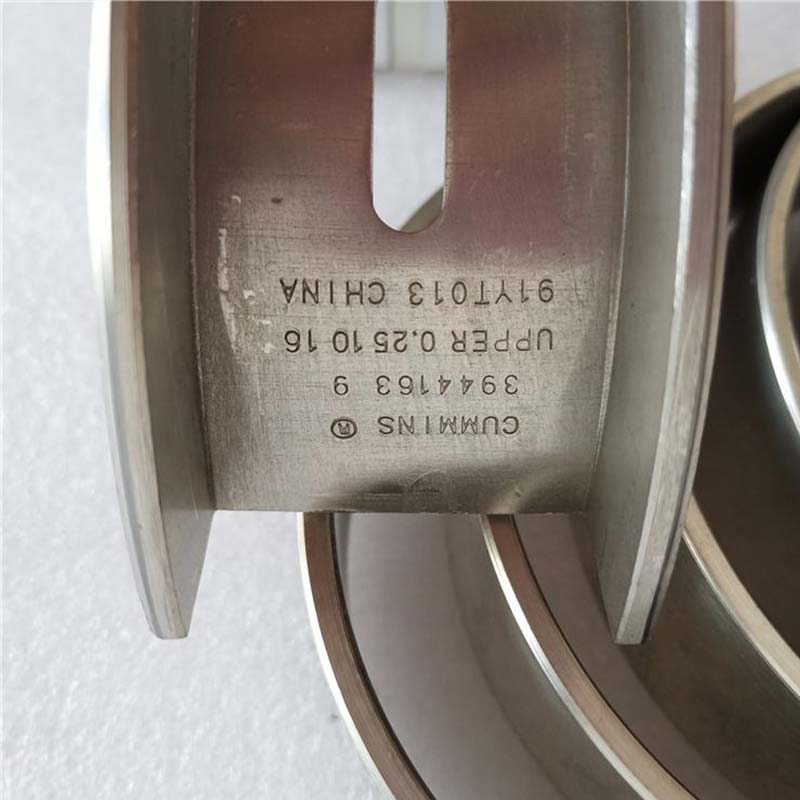 CUMMINS ®
3944163 9
UPPER 0.25 10 16
91YT013 CHINA